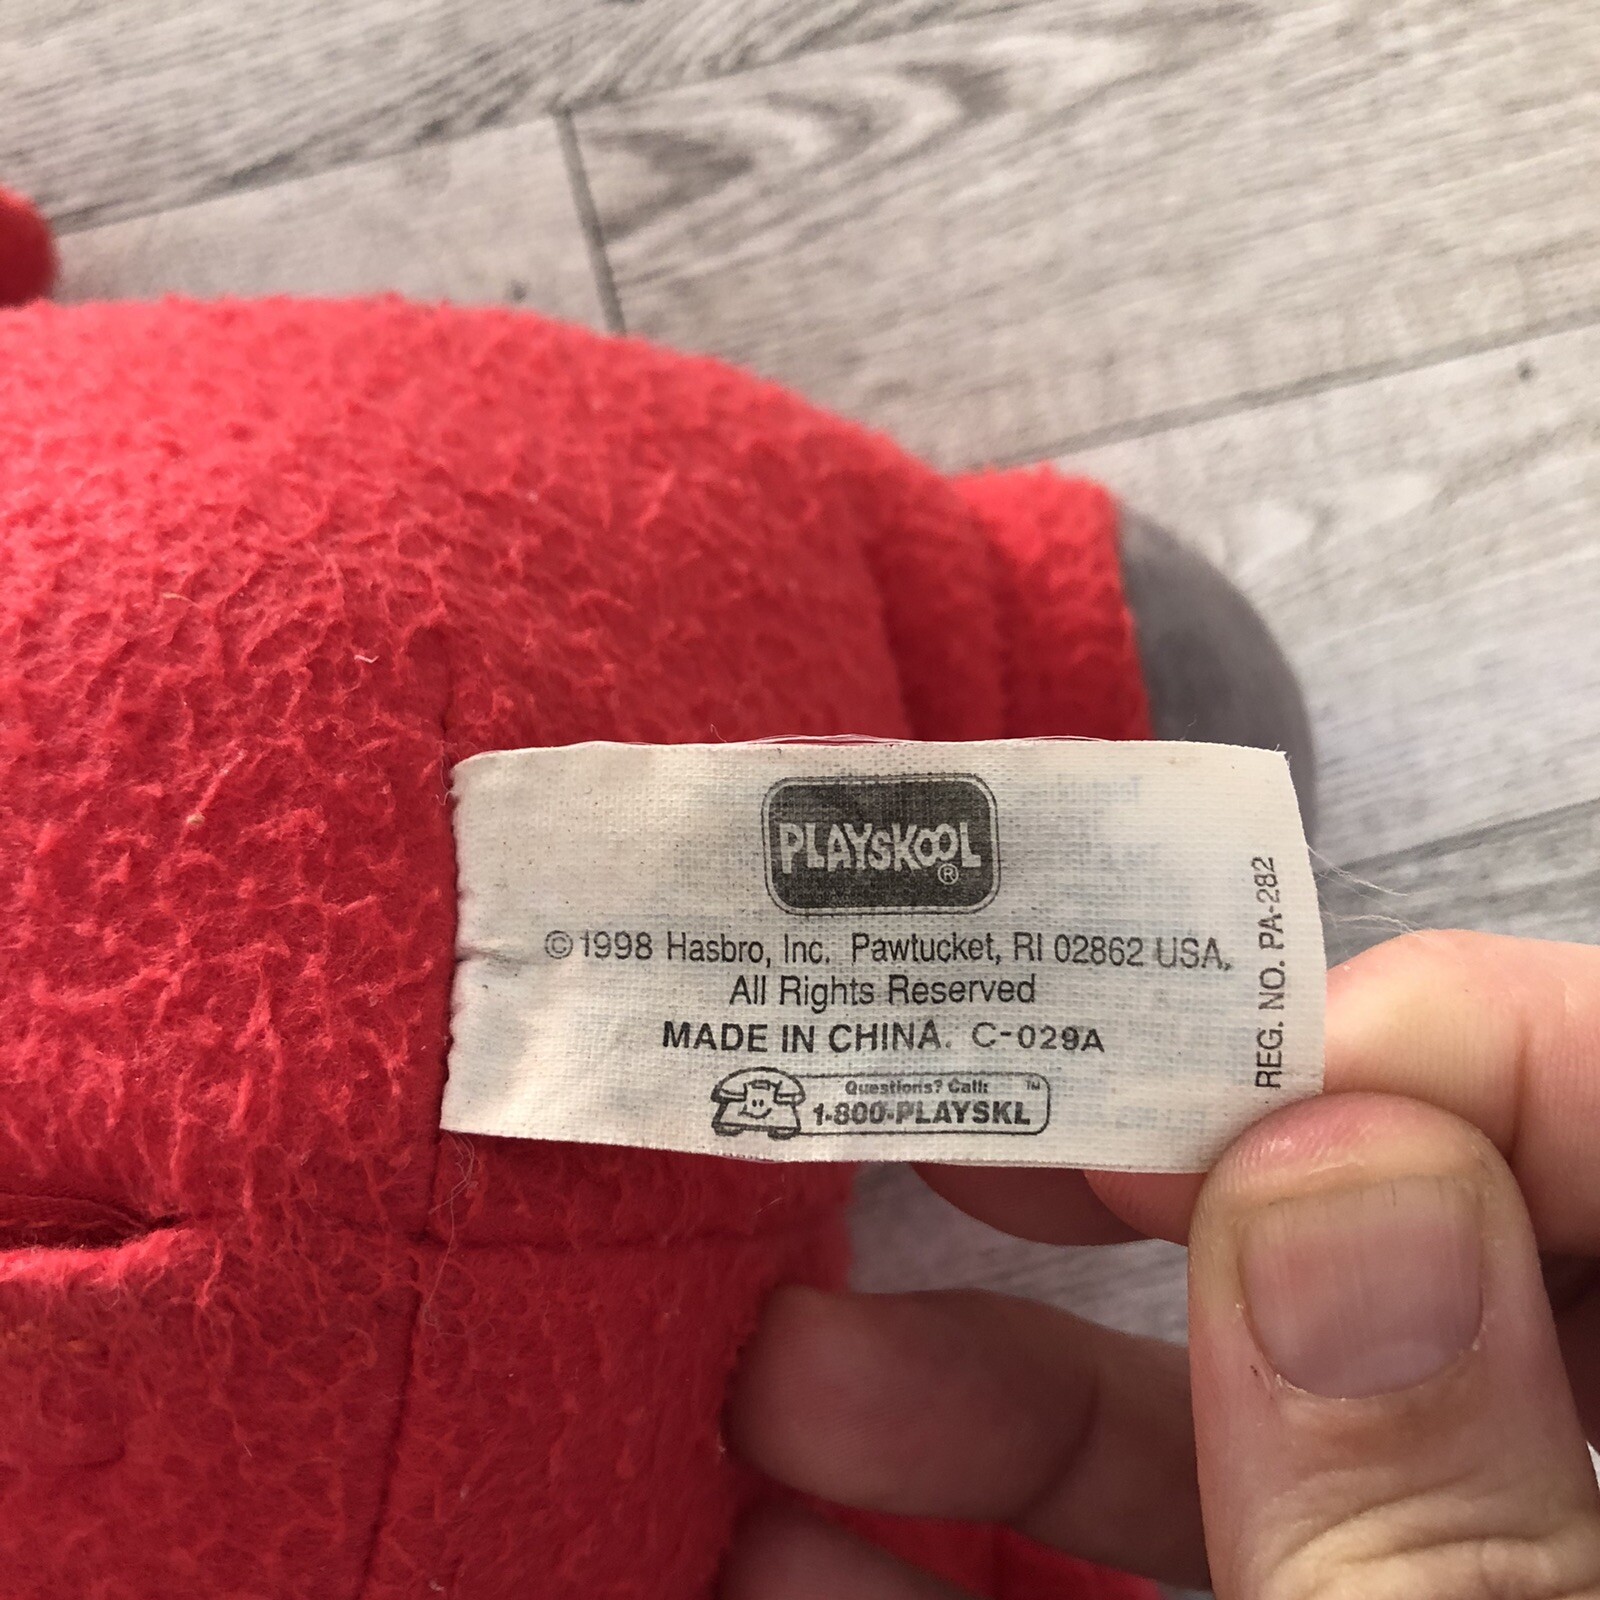 PLAYSKOOL®
©1998 Hasbro, Inc. Pawtucket, RI 02862 USA.
All Rights Reserved
MADE IN CHINA. C-029A
Questions? Call: ™
1-800-PLAYSKL
REG. NO. PA-282